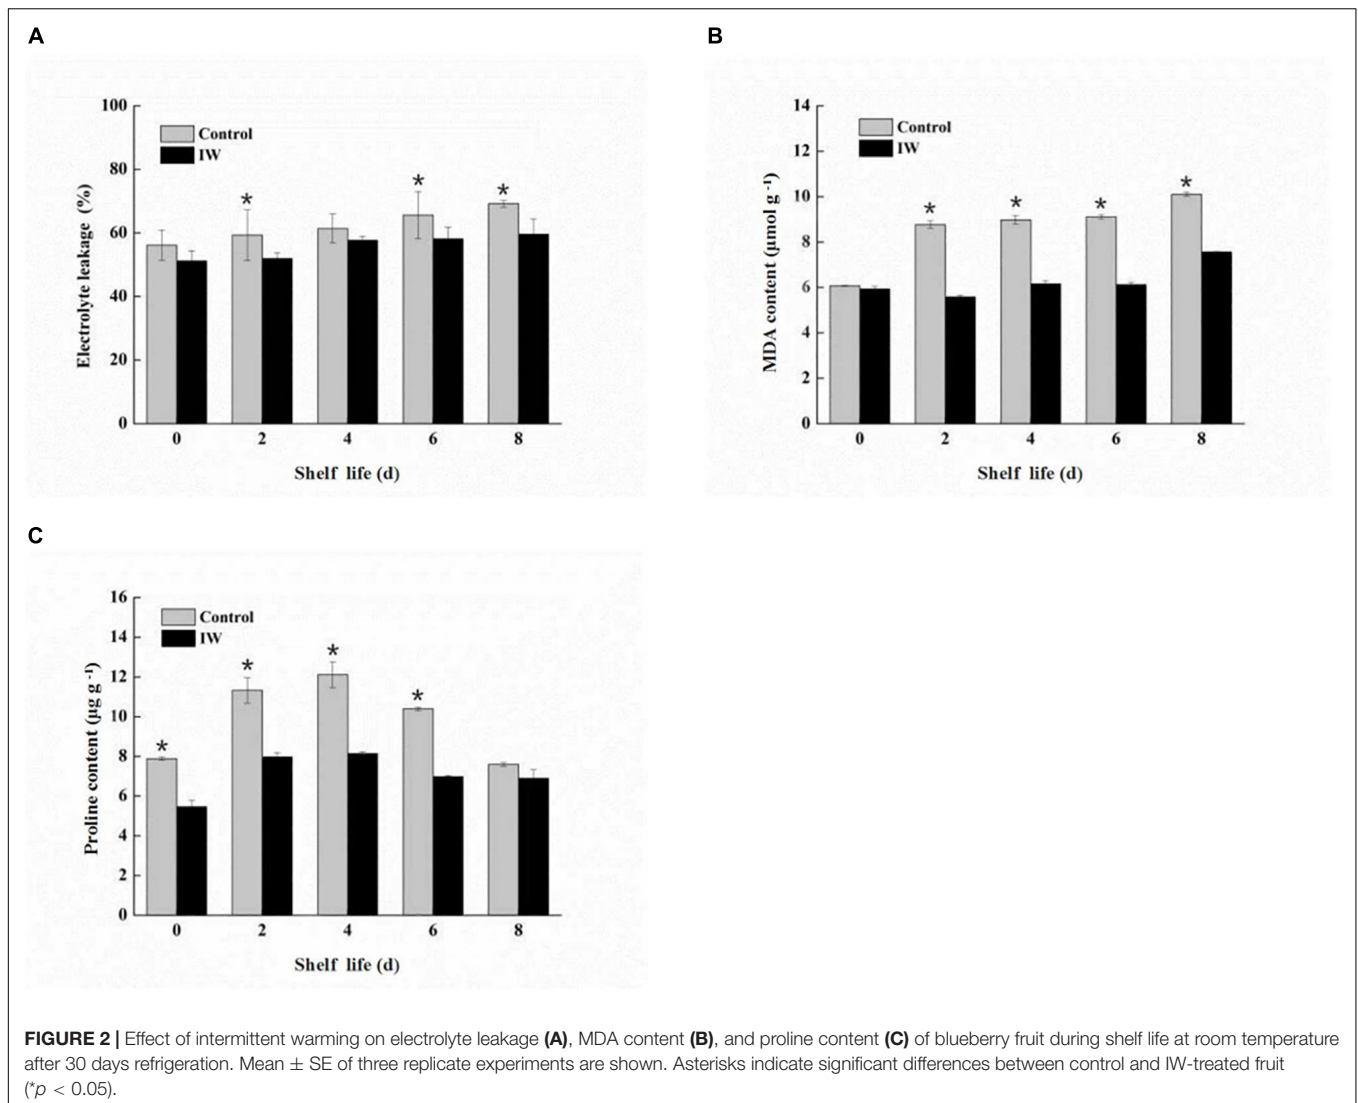 A
100
80
60
40
20
0
Electrolyte leakage (%)
Control
IW
*
*
*
0 2 4 6 8
Shelf life (d)
B
14
12
10
8
6
4
2
0
MDA content (µmol g -1)
Control
IW
*
*
*
*
0 2 4 6 8
Shelf life (d)
C
16
14
12
10
8
6
4
2
0
Proline content (µg g -1)
Control
IW
*
*
*
*
0 2 4 6 8
Shelf life (d)
FIGURE 2 | Effect of intermittent warming on electrolyte leakage (A), MDA content (B), and proline content (C) of blueberry fruit during shelf life at room temperature
after 30 days refrigeration. Mean ± SE of three replicate experiments are shown. Asterisks indicate significant differences between control and IW-treated fruit
(*p < 0.05).